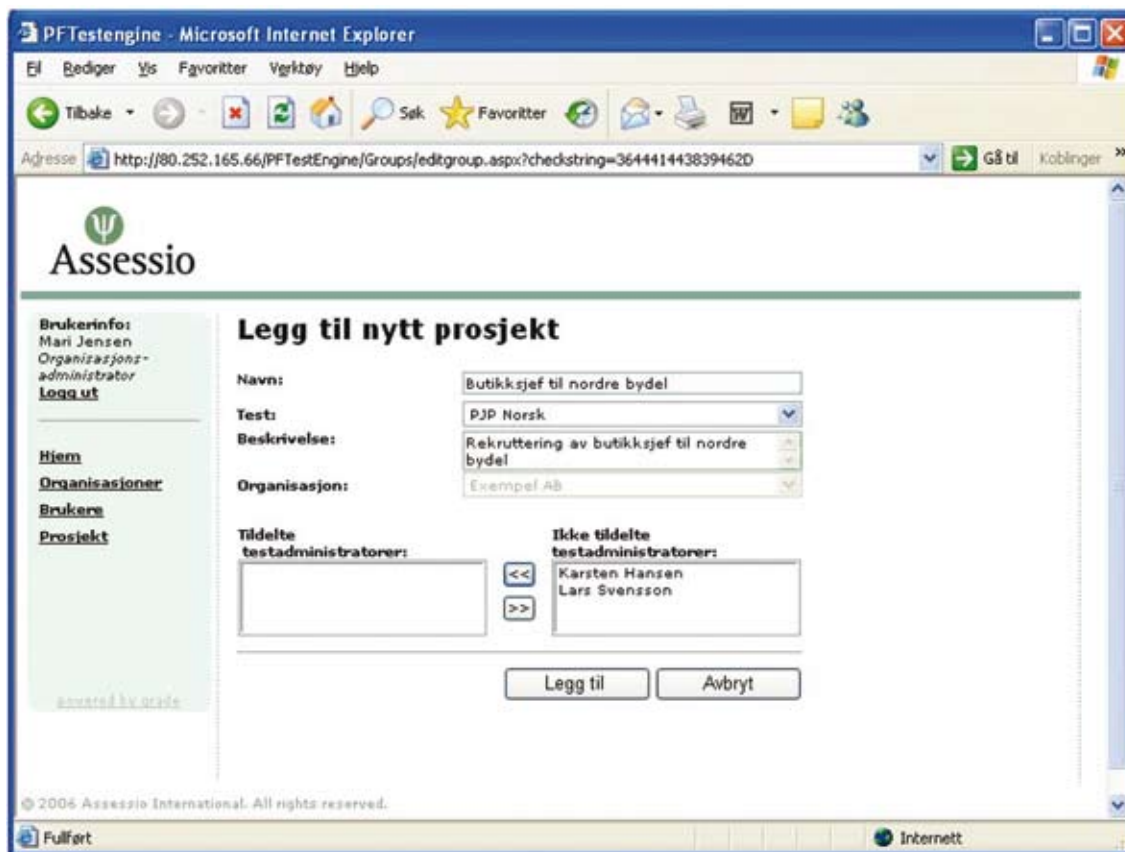 PFTestengine - Microsoft Internet Explorer
Fil Rediger Vis Favoritter Verktøy Hjelp
Tilbake Søk Favoritter
Adresse http://80.252.165.66/PFTestEngine/Groups/editgroup.aspx?checkstring=364441443839462D Gå til Koblinger »
Assessio
Brukerinfo:
Mari Jensen
Organisasjons-
administrator
Logg ut
Hjem
Organisasjoner
Brukere
Prosjekt
powered by grade
Legg til nytt prosjekt
Navn: Butikksjef til nordre bydel
Test: PJP Norsk
Beskrivelse: Rekruttering av butikksjef til nordre
bydel
Organisasjon: Exempel AB
Tildelte
testadministratorer:
Ikke tildelte
testadministratorer:
<<
>>
Karsten Hansen
Lars Svensson
Legg til Avbryt
© 2006 Assessio International. All rights reserved.
Fullført Internett